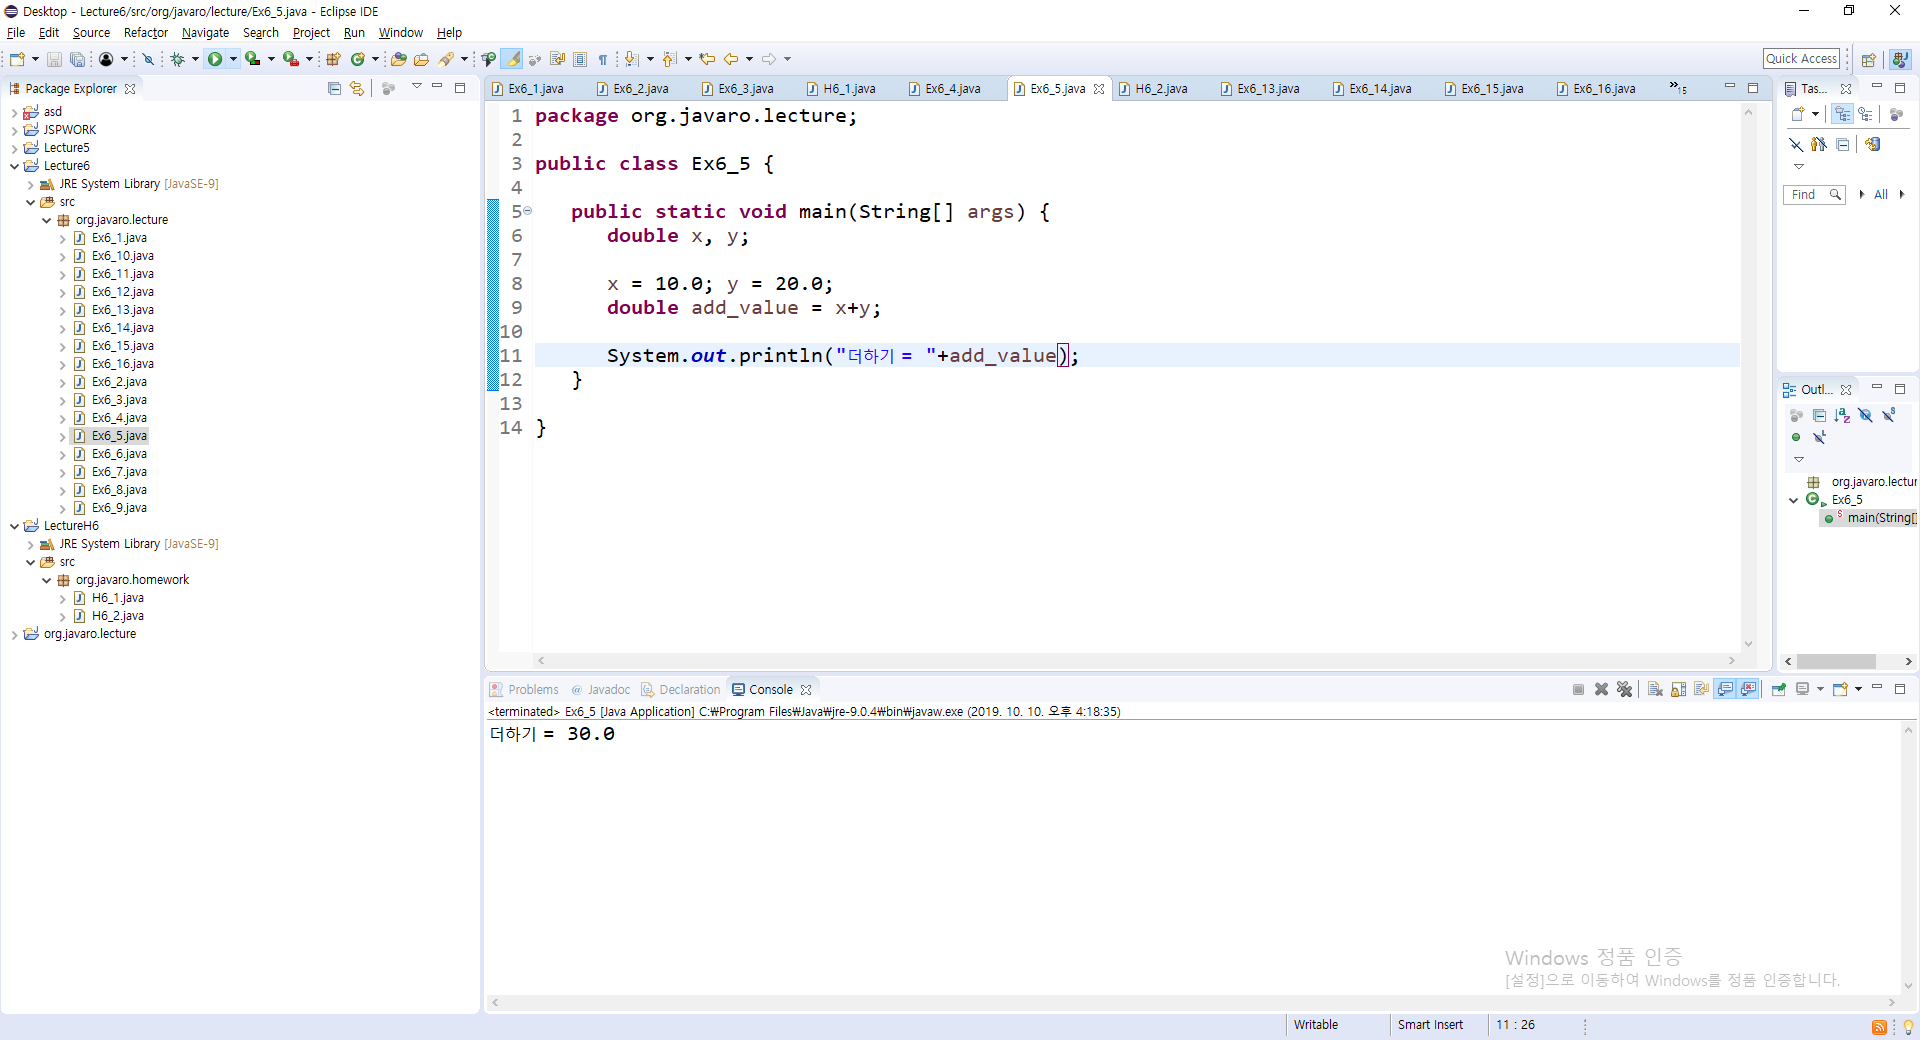 Desktop - Lecture6/src/org/javaro/lecture/Ex6_5.java - Eclipse IDE
File Edit Source Refactor Navigate Search Project Run Window Help
Quick Access
Package Explorer
asd
JSPWORK
Lecture5
Lecture6
JRE System Library [JavaSE-9]
src
org.javaro.lecture
Ex6_1.java
Ex6_10.java
Ex6_11.java
Ex6_12.java
Ex6_13.java
Ex6_14.java
Ex6_15.java
Ex6_16.java
Ex6_2.java
Ex6_3.java
Ex6_4.java
Ex6_5.java
Ex6_6.java
Ex6_7.java
Ex6_8.java
Ex6_9.java
LectureH6
JRE System Library [JavaSE-9]
src
org.javaro.homework
H6_1.java
H6_2.java
org.javaro.lecture
Ex6_1.java Ex6_2.java Ex6_3.java H6_1.java Ex6_4.java Ex6_5.java H6_2.java Ex6_13.java Ex6_14.java Ex6_15.java Ex6_16.java »15
1 package org.javaro.lecture;
2
3 public class Ex6_5 {
4
5 public static void main(String[] args) {
6 double x, y;
7
8 x = 10.0; y = 20.0;
9 double add_value = x+y;
10
11 System.out.println("더하기 = "+add_value);
12 }
13
14 }
Tas...
Find All
Outl...
org.javaro.lectur
Ex6_5
main(String[]
Problems @ Javadoc Declaration Console
<terminated> Ex6_5 [Java Application] C:₩Program Files₩Java₩jre-9.0.4₩bin₩javaw.exe (2019. 10. 10. 오후 4:18:35)
더하기 = 30.0
Windows 정품 인증
[설정]으로 이동하여 Windows를 정품 인증합니다.
Writable Smart Insert 11 : 26